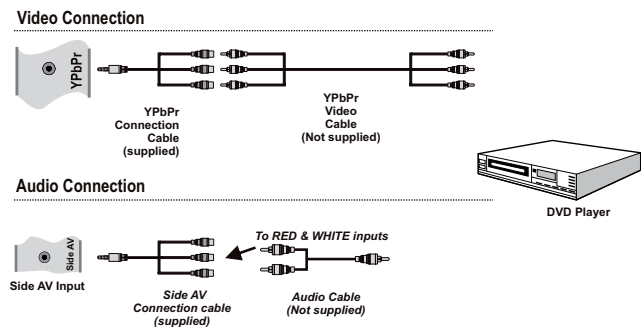 Video Connection
YPbPr
YPbPr
Connection
Cable
(supplied)
YPbPr
Video
Cable
(Not supplied)
DVD Player
Audio Connection
Side AV
Side AV Input
To RED & WHITE inputs
Side AV
Connection cable
(supplied)
Audio Cable
(Not supplied)